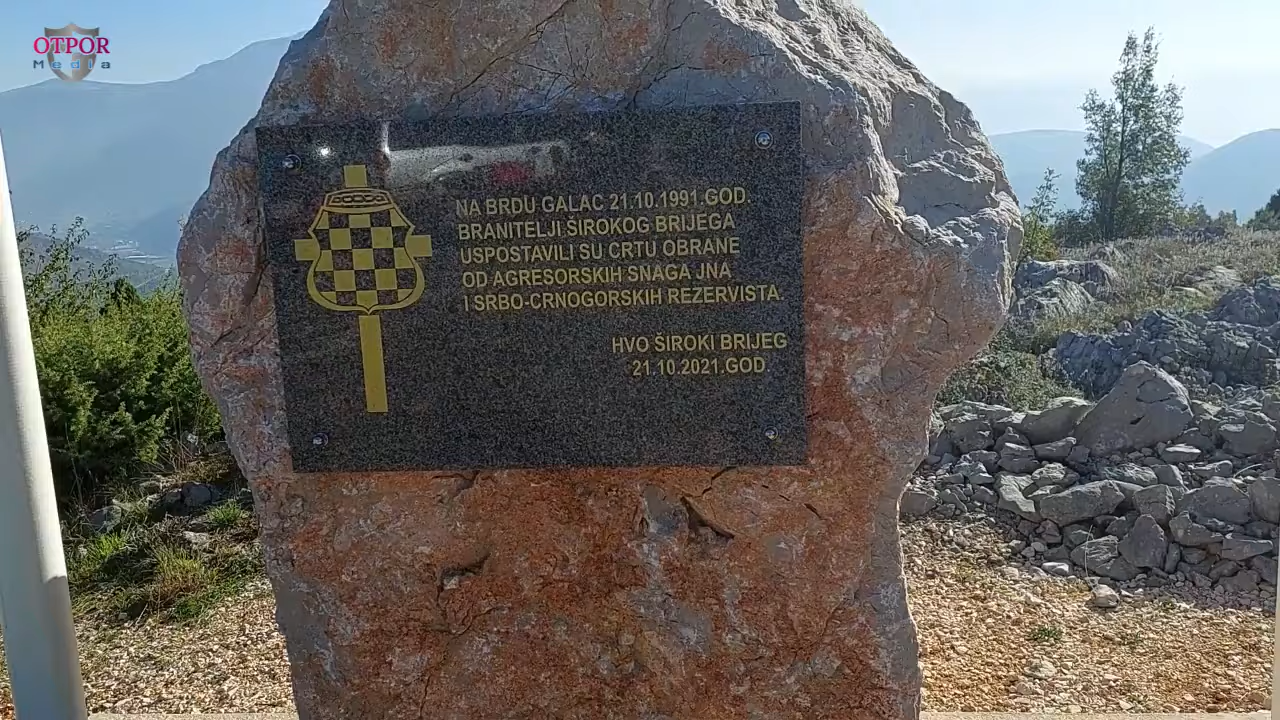 OTPOR
Media
NA BRDU GALAC 21.10.1991.GOD.
BRANITELJI ŠIROKOG BRIJEGA
USPOSTAVILI SU CRTU OBRANE
OD AGRESORSKIH SNAGA JNA
I SRBO-CRNOGORSKIH REZERVISTA.
HVO ŠIROKI BRIJEG
21.10.2021.GOD